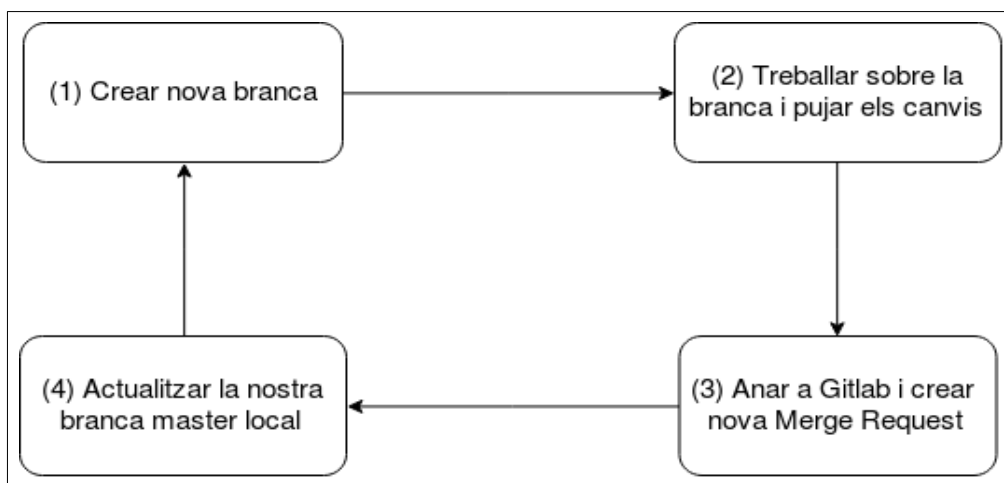 (1) Crear nova branca
(2) Treballar sobre la
branca i pujar els canvis
(4) Actualitzar la nostra
branca master local
(3) Anar a Gitlab i crear
nova Merge Request